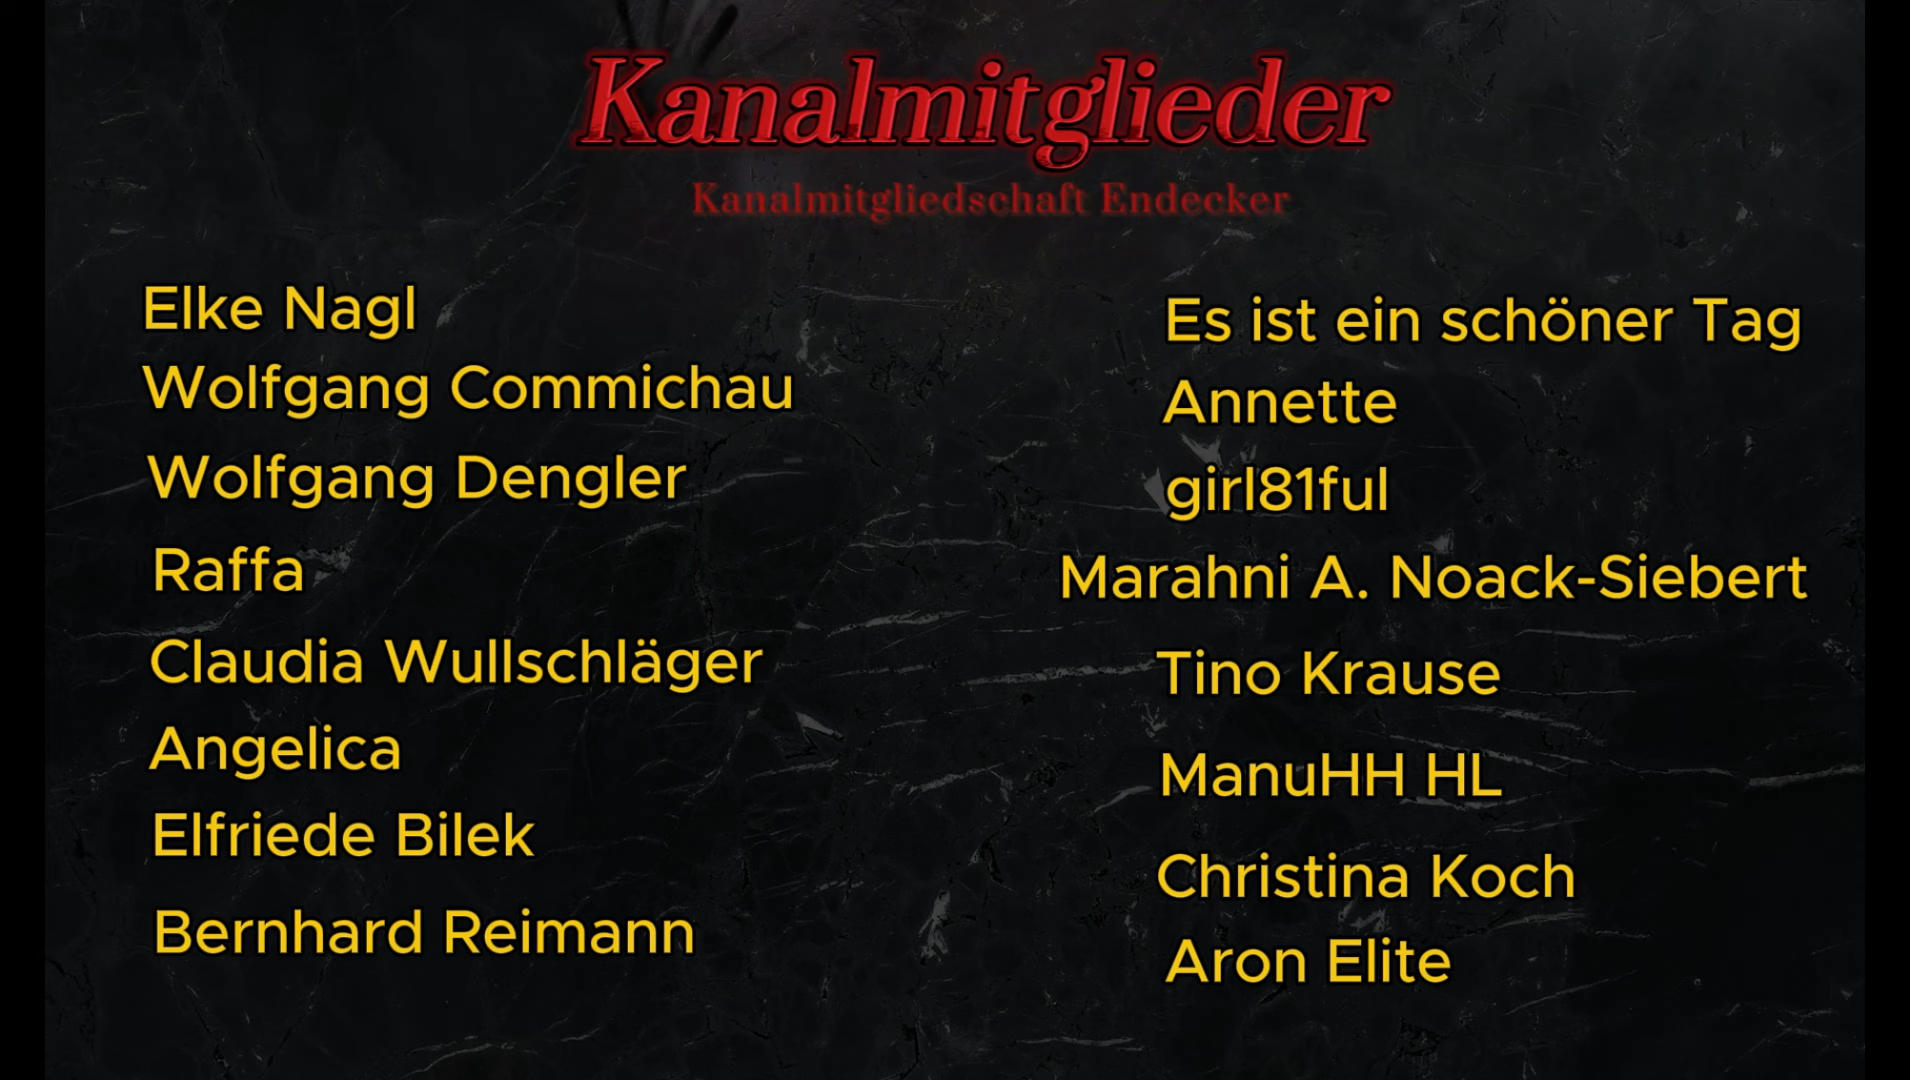 Kanalmitglieder
Kanalmitgliedschaft Endecker
Elke Nagl
Wolfgang Commichau
Wolfgang Dengler
Raffa
Claudia Wullschläger
Angelica
Elfriede Bilek
Bernhard Reimann
Es ist ein schöner Tag
Annette
girl81ful
Marahni A. Noack-Siebert
Tino Krause
ManuHH HL
Christina Koch
Aron Elite